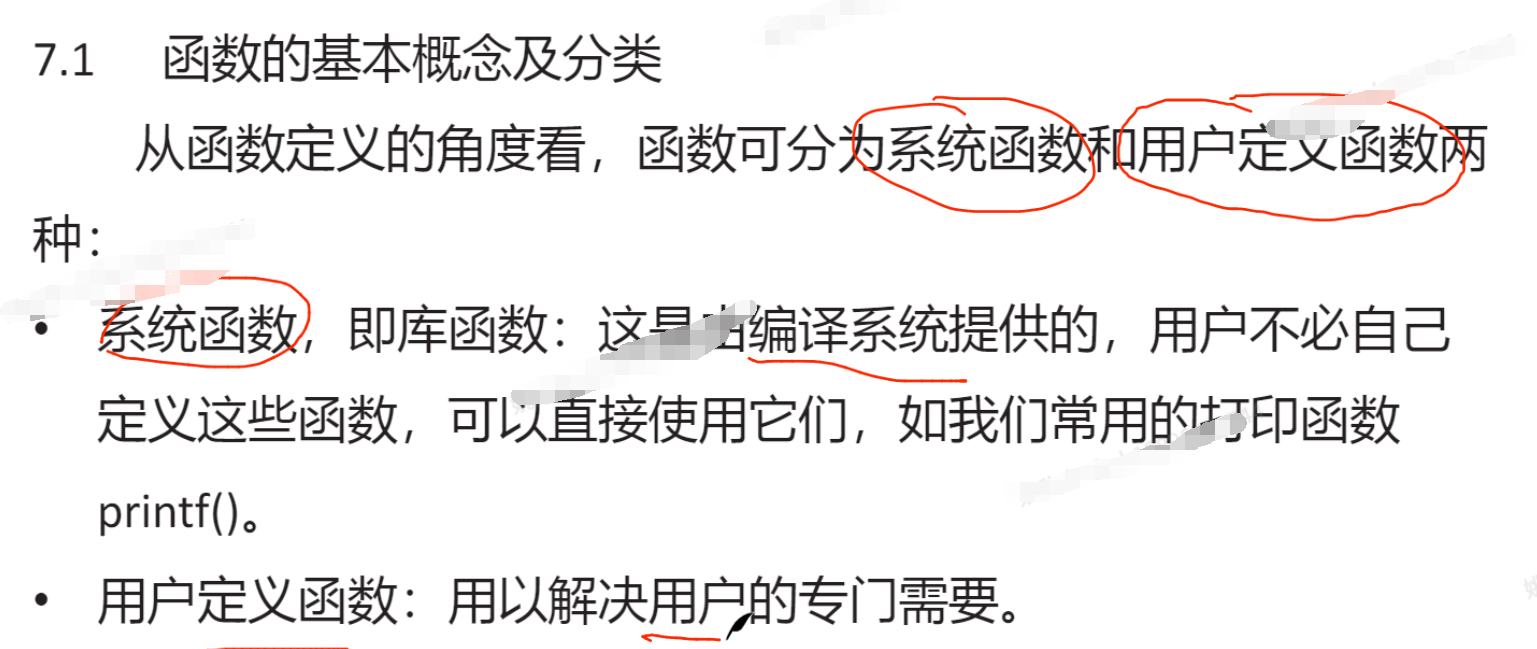 7.1 函数的基本概念及分类
从函数定义的角度看，函数可分为系统函数和用户定义函数两
种：
• 系统函数，即库函数：这是由编译系统提供的，用户不必自己
定义这些函数，可以直接使用它们，如我们常用的打印函数
printf()。
• 用户定义函数：用以解决用户的专门需要。